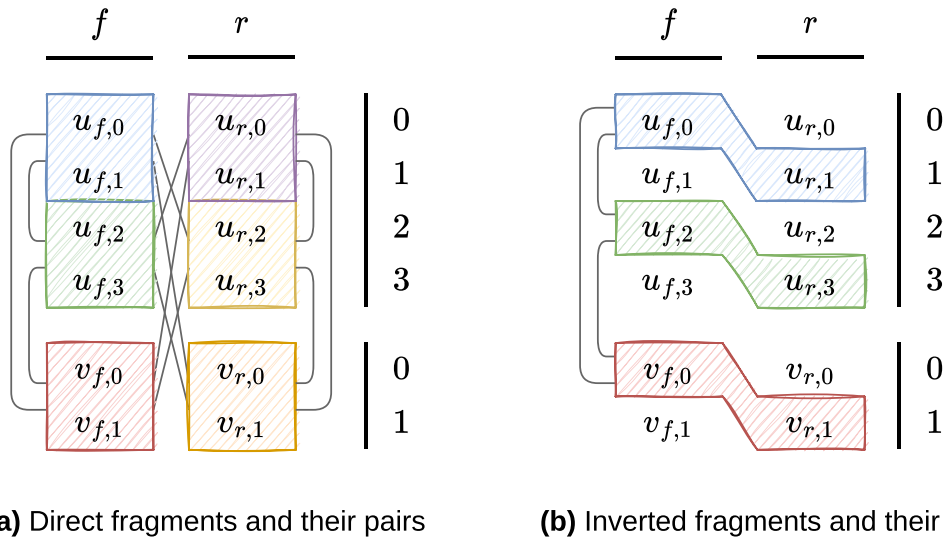 f r f r
u_{f,0} u_{r,0} 0 u_{f,0} u_{r,0} 0
u_{f,1} u_{r,1} 1 u_{f,1} u_{r,1} 1
u_{f,2} u_{r,2} 2 u_{f,2} u_{r,2} 2
u_{f,3} u_{r,3} 3 u_{f,3} u_{r,3} 3
v_{f,0} v_{r,0} 0 v_{f,0} v_{r,0} 0
v_{f,1} v_{r,1} 1 v_{f,1} v_{r,1} 1
a) Direct fragments and their pairs (b) Inverted fragments and their